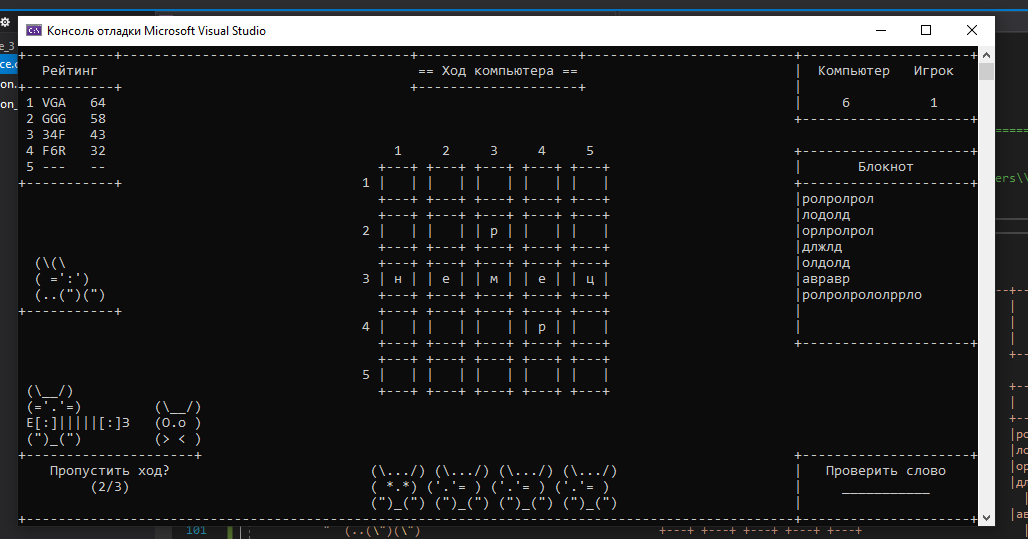 Консоль отладки Microsoft Visual Studio
Рейтинг
== Ход компьютера ==
Компьютер Игрок
6 1
1 VGA 64
2 GGG 58
3 34F 43
4 F6R 32
5 --- --
1 2 3 4 5
1
2 р
3 н е м е ц
4 р
5
Блокнот
ролролрол
лодолд
орлролрол
длжлд
олдолд
авравр
ролролрололррло
(\(\
( =':')
(..(")(")
(\__/)
(='.'=)
E[:]|||||[:]З
(")_(")
(\__/)
(O.o )
(> < )
Пропустить ход?
(2/3)
(\.../) (\.../) (\.../) (\.../)
( *.*) ('.'= ) ('.'= ) ('.'= )
(")_(") (")_(") (")_(") (")_(")
Проверить слово
___________
101